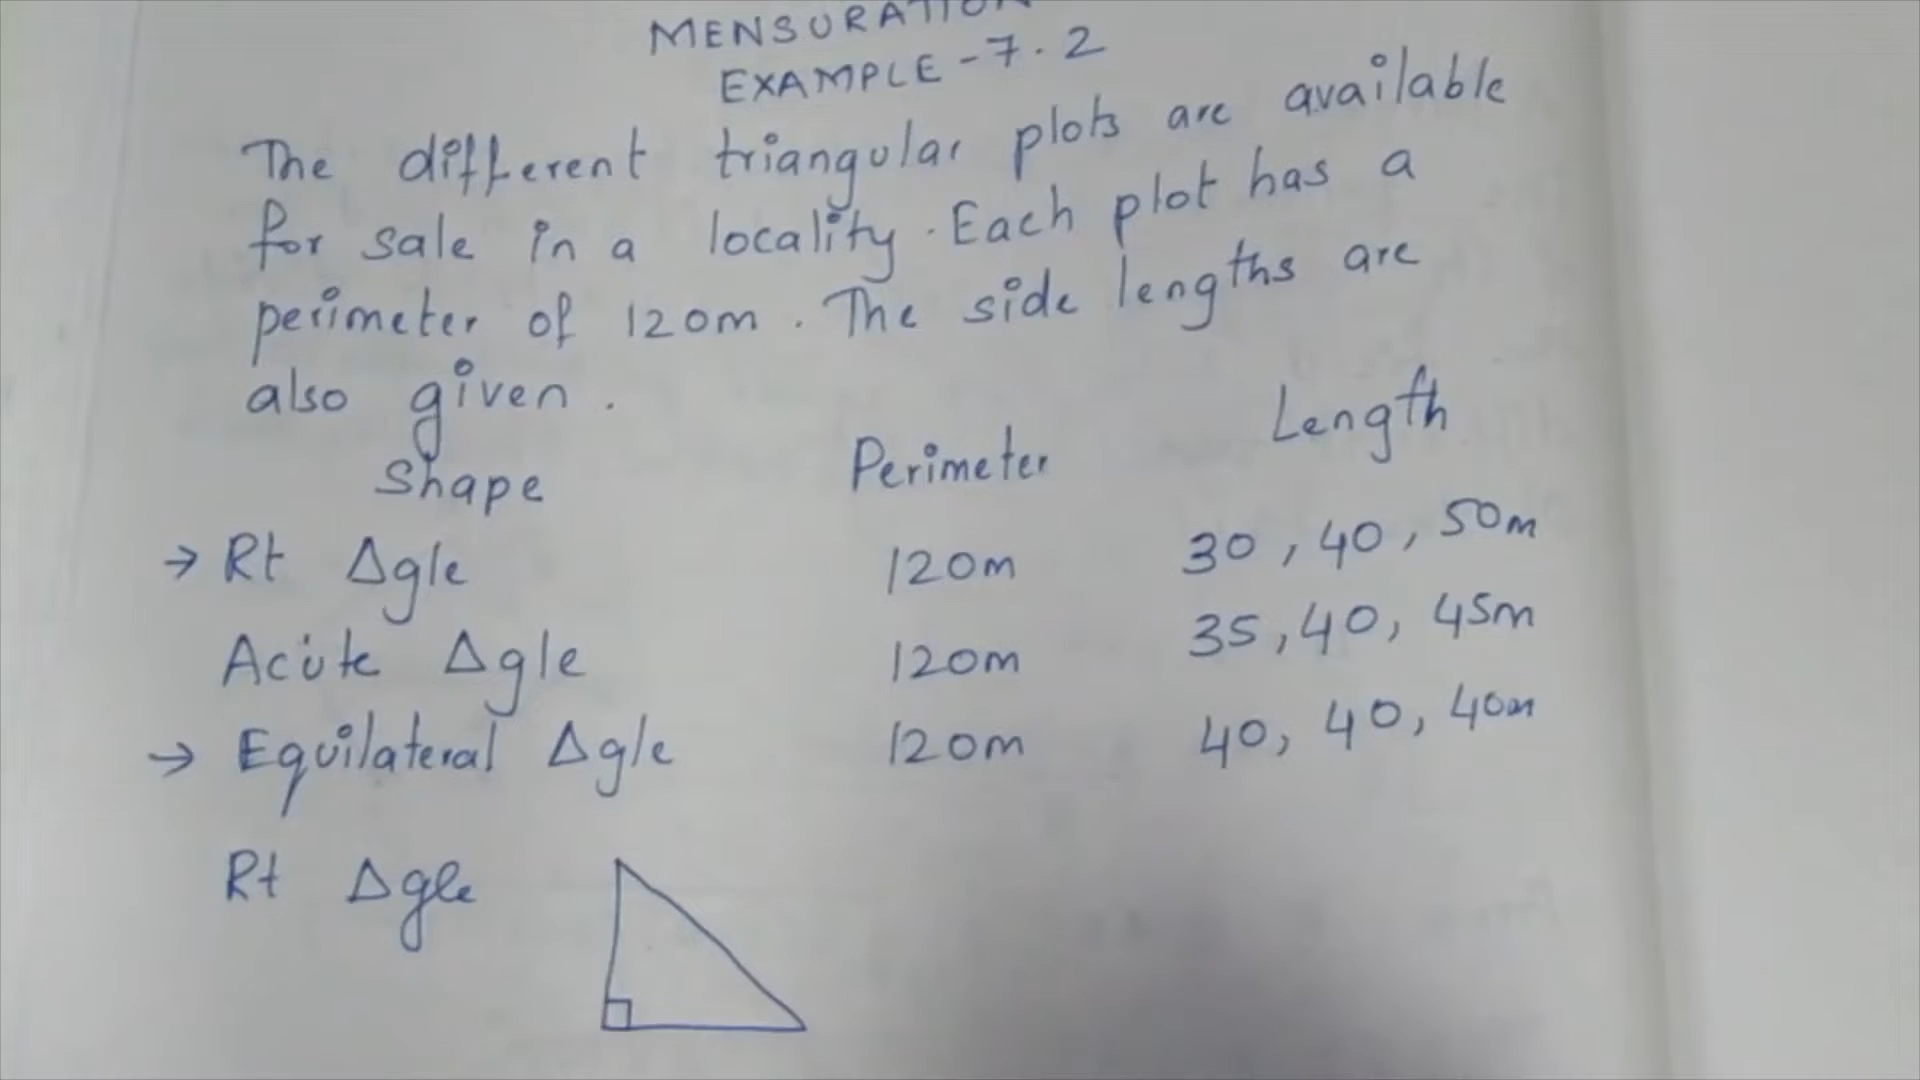 MENSURATION
EXAMPLE - 7.2
The different triangular plots are available
for sale in a locality. Each plot has a
perimeter of 120m. The side lengths are
also given.
Shape Perimeter Length
→ Rt Δgle 120m 30, 40, 50m
Acute Δgle 120m 35, 40, 45m
→ Equilateral Δgle 120m 40, 40, 40m
Rt Δgle